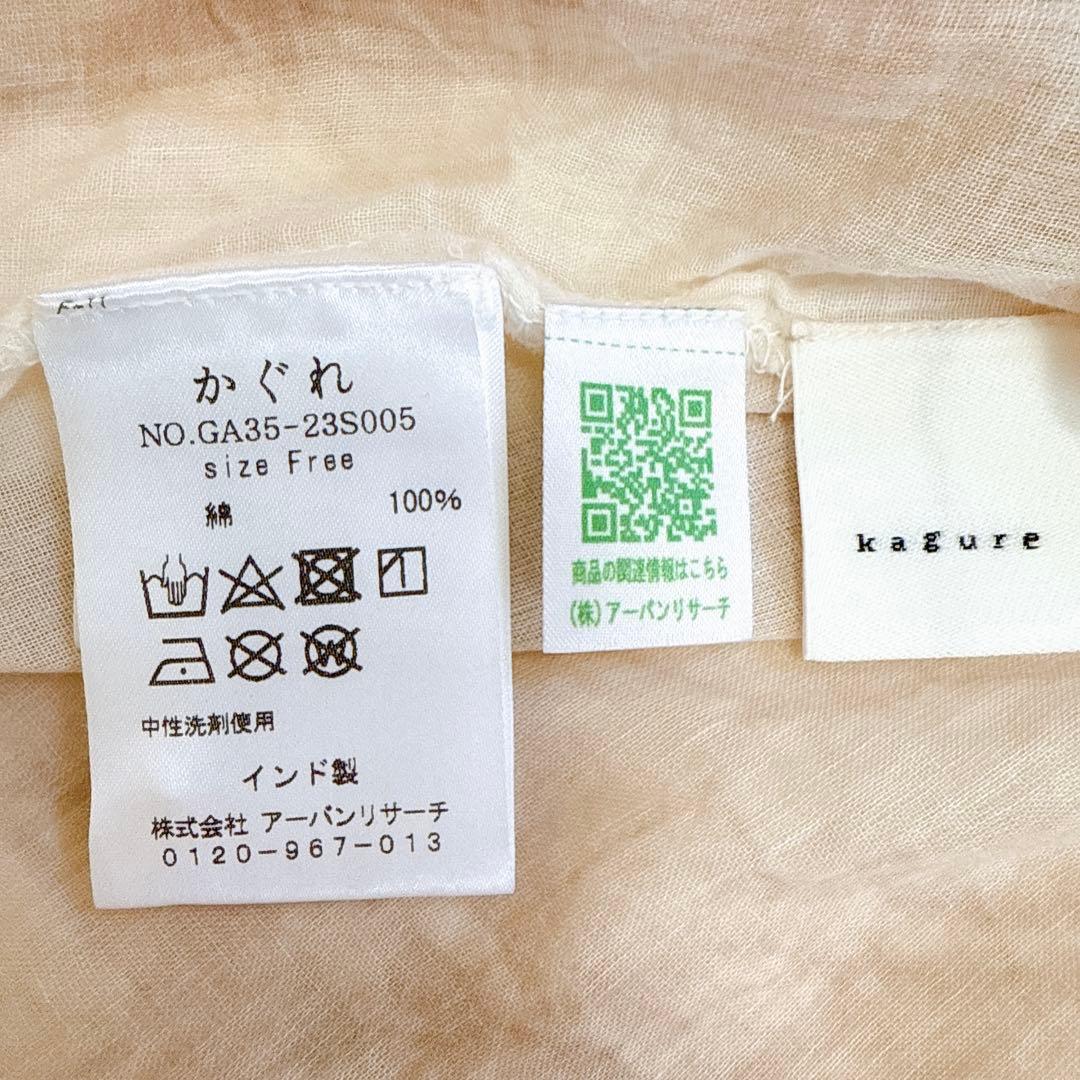 かぐれ
NO.GA35-23S005
size Free
綿 100%
中性洗剤使用
インド製
株式会社 アーバンリサーチ
0120-967-013
商品の関連情報はこちら
(株)アーバンリサーチ
kagure